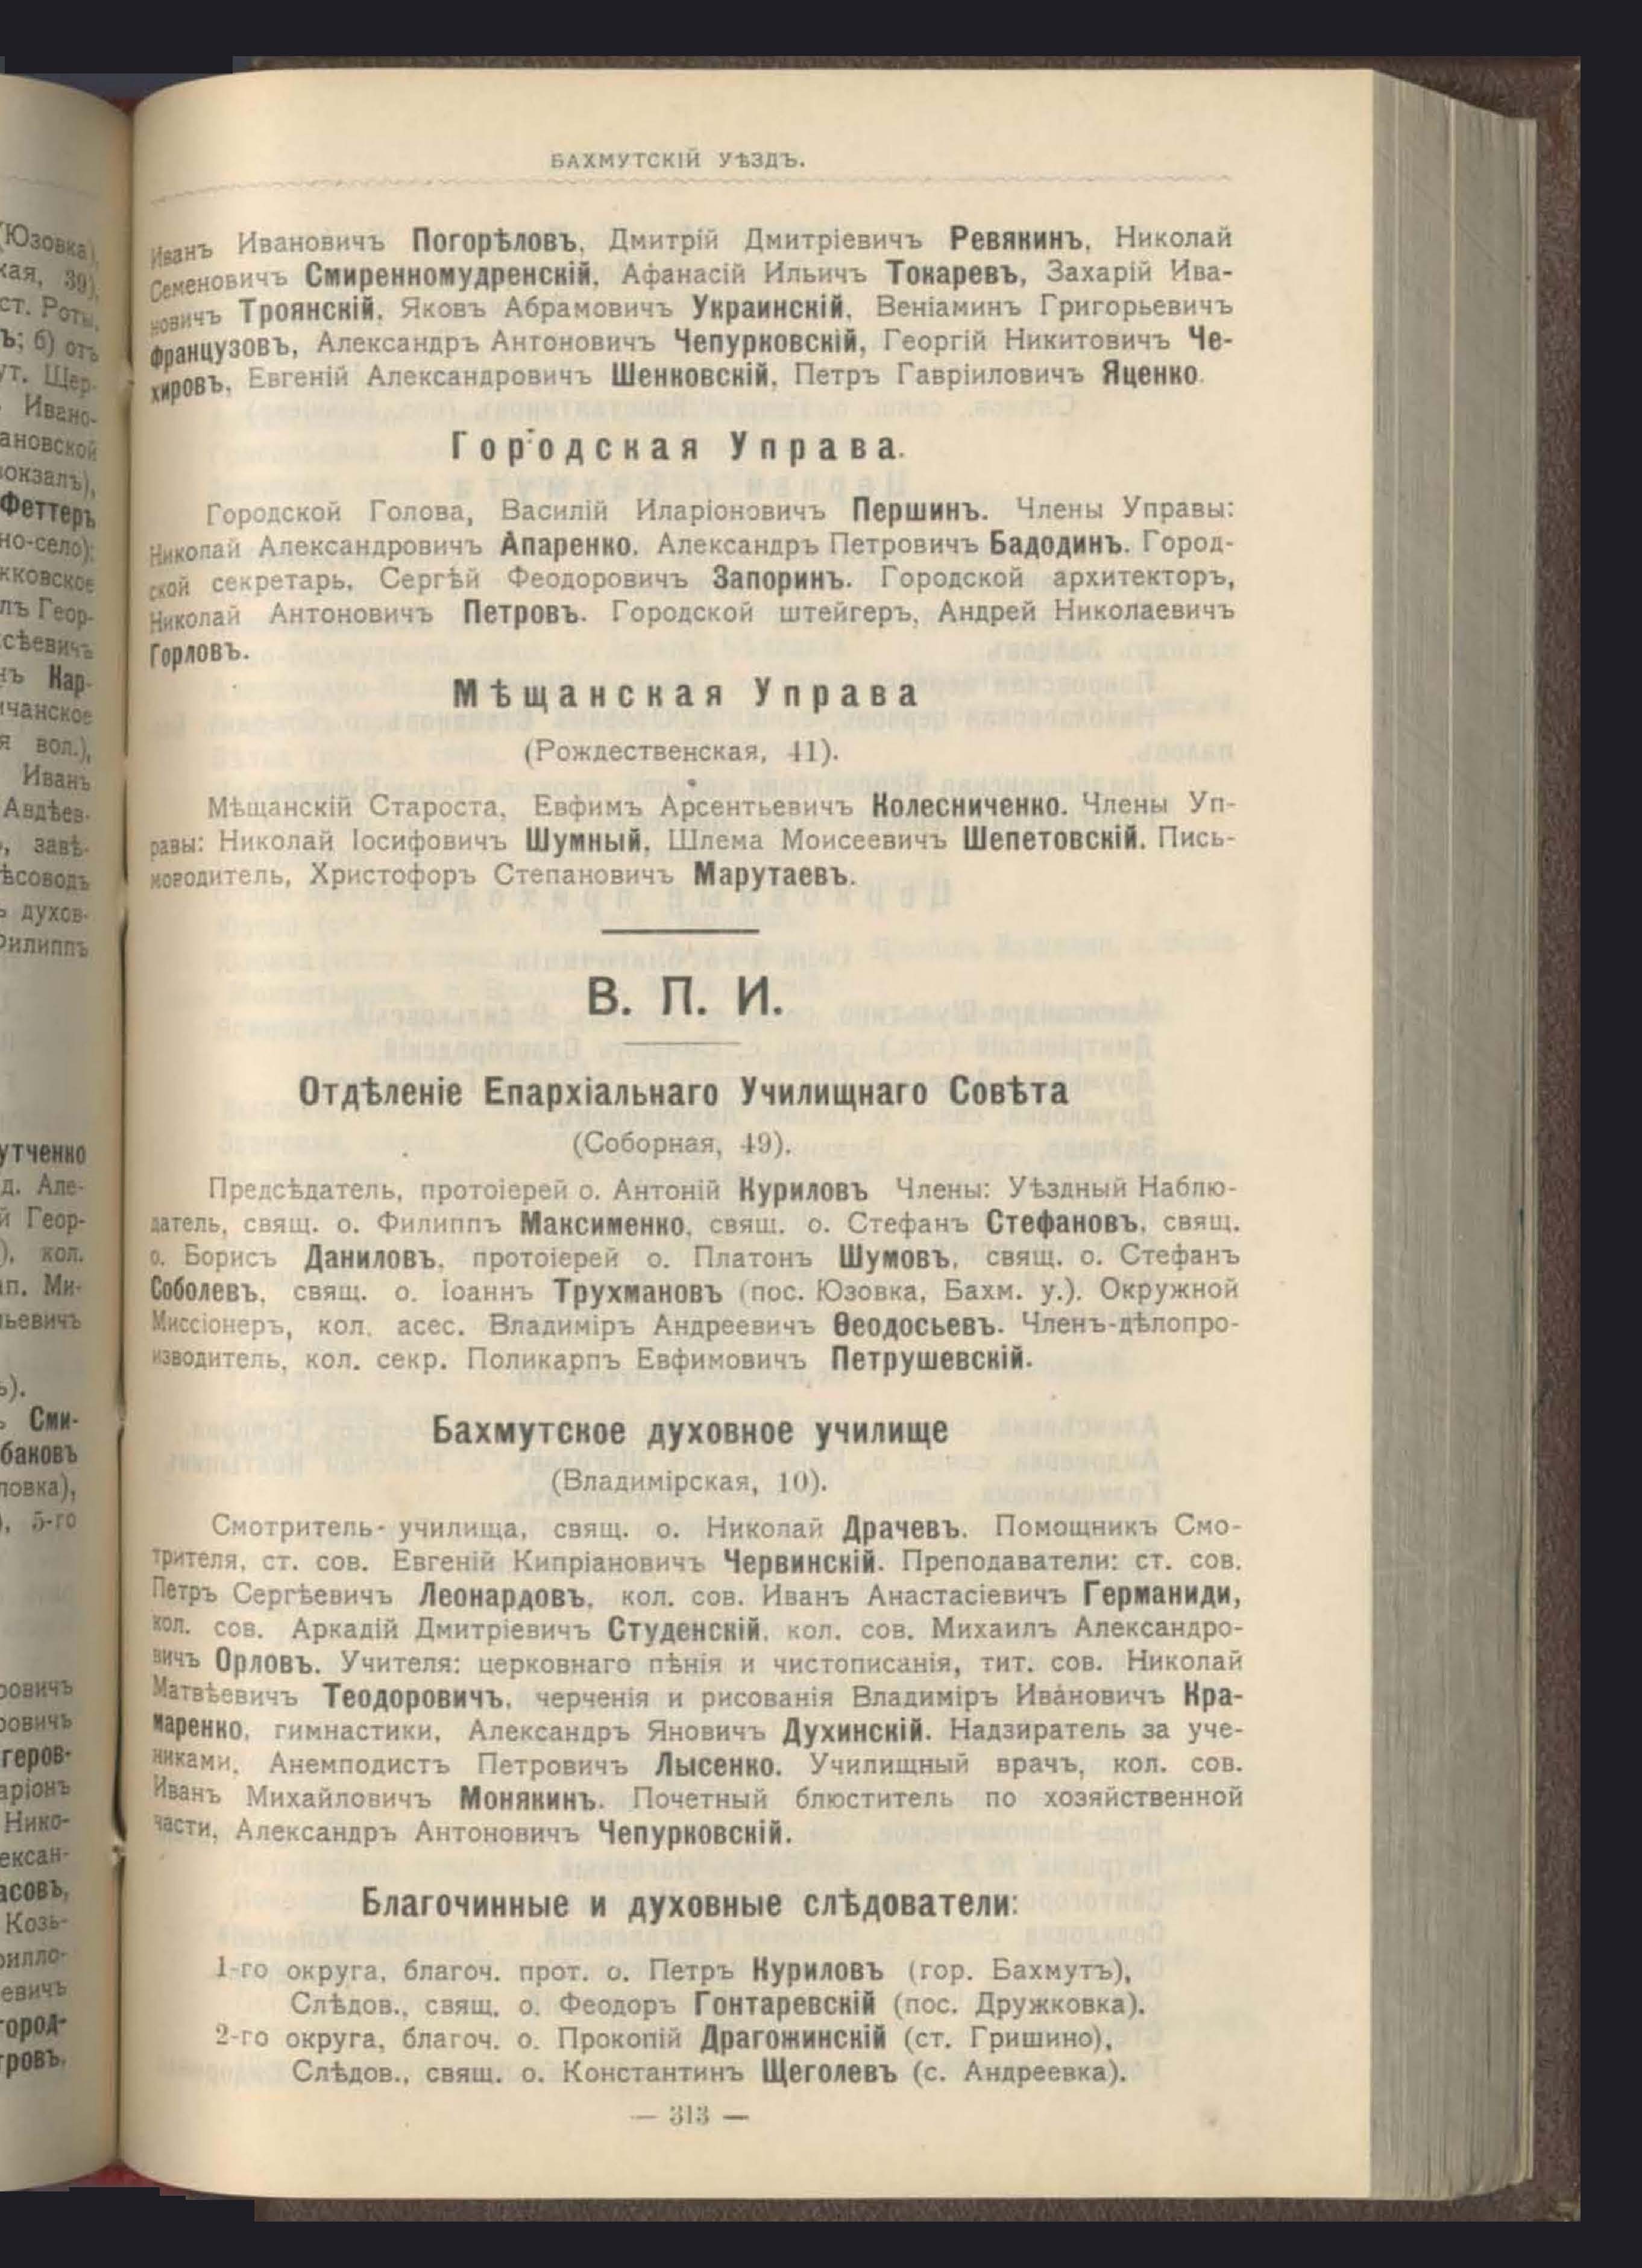 БАХМУТСКІЙ УѢЗДЪ.
Иванъ Ивановичъ Погорѣловъ, Дмитрій Дмитріевичъ Ревякинъ, Николай
Семеновичъ Смиренномудренскій, Афанасій Ильичъ Токаревъ, Захарій Ива-
новичъ Троянскій, Яковъ Абрамовичъ Украинскій, Веніаминъ Григорьевичъ
Французовъ, Александръ Антоновичъ Чепурковскій, Георгій Никитовичъ Че-
хировъ, Евгеній Александровичъ Шенковскій, Петръ Гавріиловичъ Яценко.
Городская Управа.
Городской Голова, Василій Иларіоновичъ Першинъ. Члены Управы:
Николай Александровичъ Апаренко, Александръ Петровичъ Бадодинъ. Город-
ской секретарь, Сергѣй Феодоровичъ Запоринъ. Городской архитекторъ,
Николай Антоновичъ Петровъ. Городской штейгеръ, Андрей Николаевичъ
Горловъ.
Мѣщанская Управа
(Рождественская, 41).
Мѣщанскій Староста, Евфимъ Арсентьевичъ Колесниченко. Члены Уп-
равы: Николай Іосифовичъ Шумный, Шлема Моисеевичъ Шепетовскій. Пись-
моводитель, Христофоръ Степановичъ Марутаевъ.
В. П. И.
Отдѣленіе Епархіальнаго Училищнаго Совѣта
(Соборная, 49).
Предсѣдатель, протоіерей о. Антоній Куриловъ Члены: Уѣздный Наблю-
датель, свящ. о. Филиппъ Максименко, свящ. о. Стефанъ Стефановъ, свящ.
о. Борисъ Даниловъ, протоіерей о. Платонъ Шумовъ, свящ. о. Стефанъ
Соболевъ, свящ. о. Іоаннъ Трухмановъ (пос. Юзовка, Бахм. у.). Окружной
Миссіонеръ, кол. асес. Владиміръ Андреевичъ Ѳеодосьевъ. Членъ-дѣлопро-
изводитель, кол. секр. Поликарпъ Евфимовичъ Петрушевскій.
Бахмутское духовное училище
(Владимірская, 10).
Смотритель училища, свящ. о. Николай Драчевъ. Помощникъ Смо-
трителя, ст. сов. Евгеній Кипріановичъ Червинскій. Преподаватели: ст. сов.
Петръ Сергѣевичъ Леонардовъ, кол. сов. Иванъ Анастасіевичъ Германиди,
кол. сов. Аркадій Дмитріевичъ Студенскій, кол. сов. Михаилъ Александро-
вичъ Орловъ. Учителя: церковнаго пѣнія и чистописанія, тит. сов. Николай
Матвѣевичъ Теодоровичъ, черченія и рисованія Владиміръ Ивановичъ Кра-
маренко, гимнастики, Александръ Яновичъ Духинскій. Надзиратель за уче-
никами, Анемподистъ Петровичъ Лысенко. Училищный врачъ, кол. сов.
Иванъ Михайловичъ Монякинъ. Почетный блюститель по хозяйственной
части, Александръ Антоновичъ Чепурковскій.
Благочинные и духовные слѣдователи:
1-го округа, благоч. прот. о. Петръ Куриловъ (гор. Бахмутъ),
Слѣдов., свящ. о. Феодоръ Гонтаревскій (пос. Дружковка).
2-го округа, благоч. о. Прокопій Драгожинскій (ст. Гришино),
Слѣдов., свящ. о. Константинъ Щеголевъ (с. Андреевка).
— 313 —